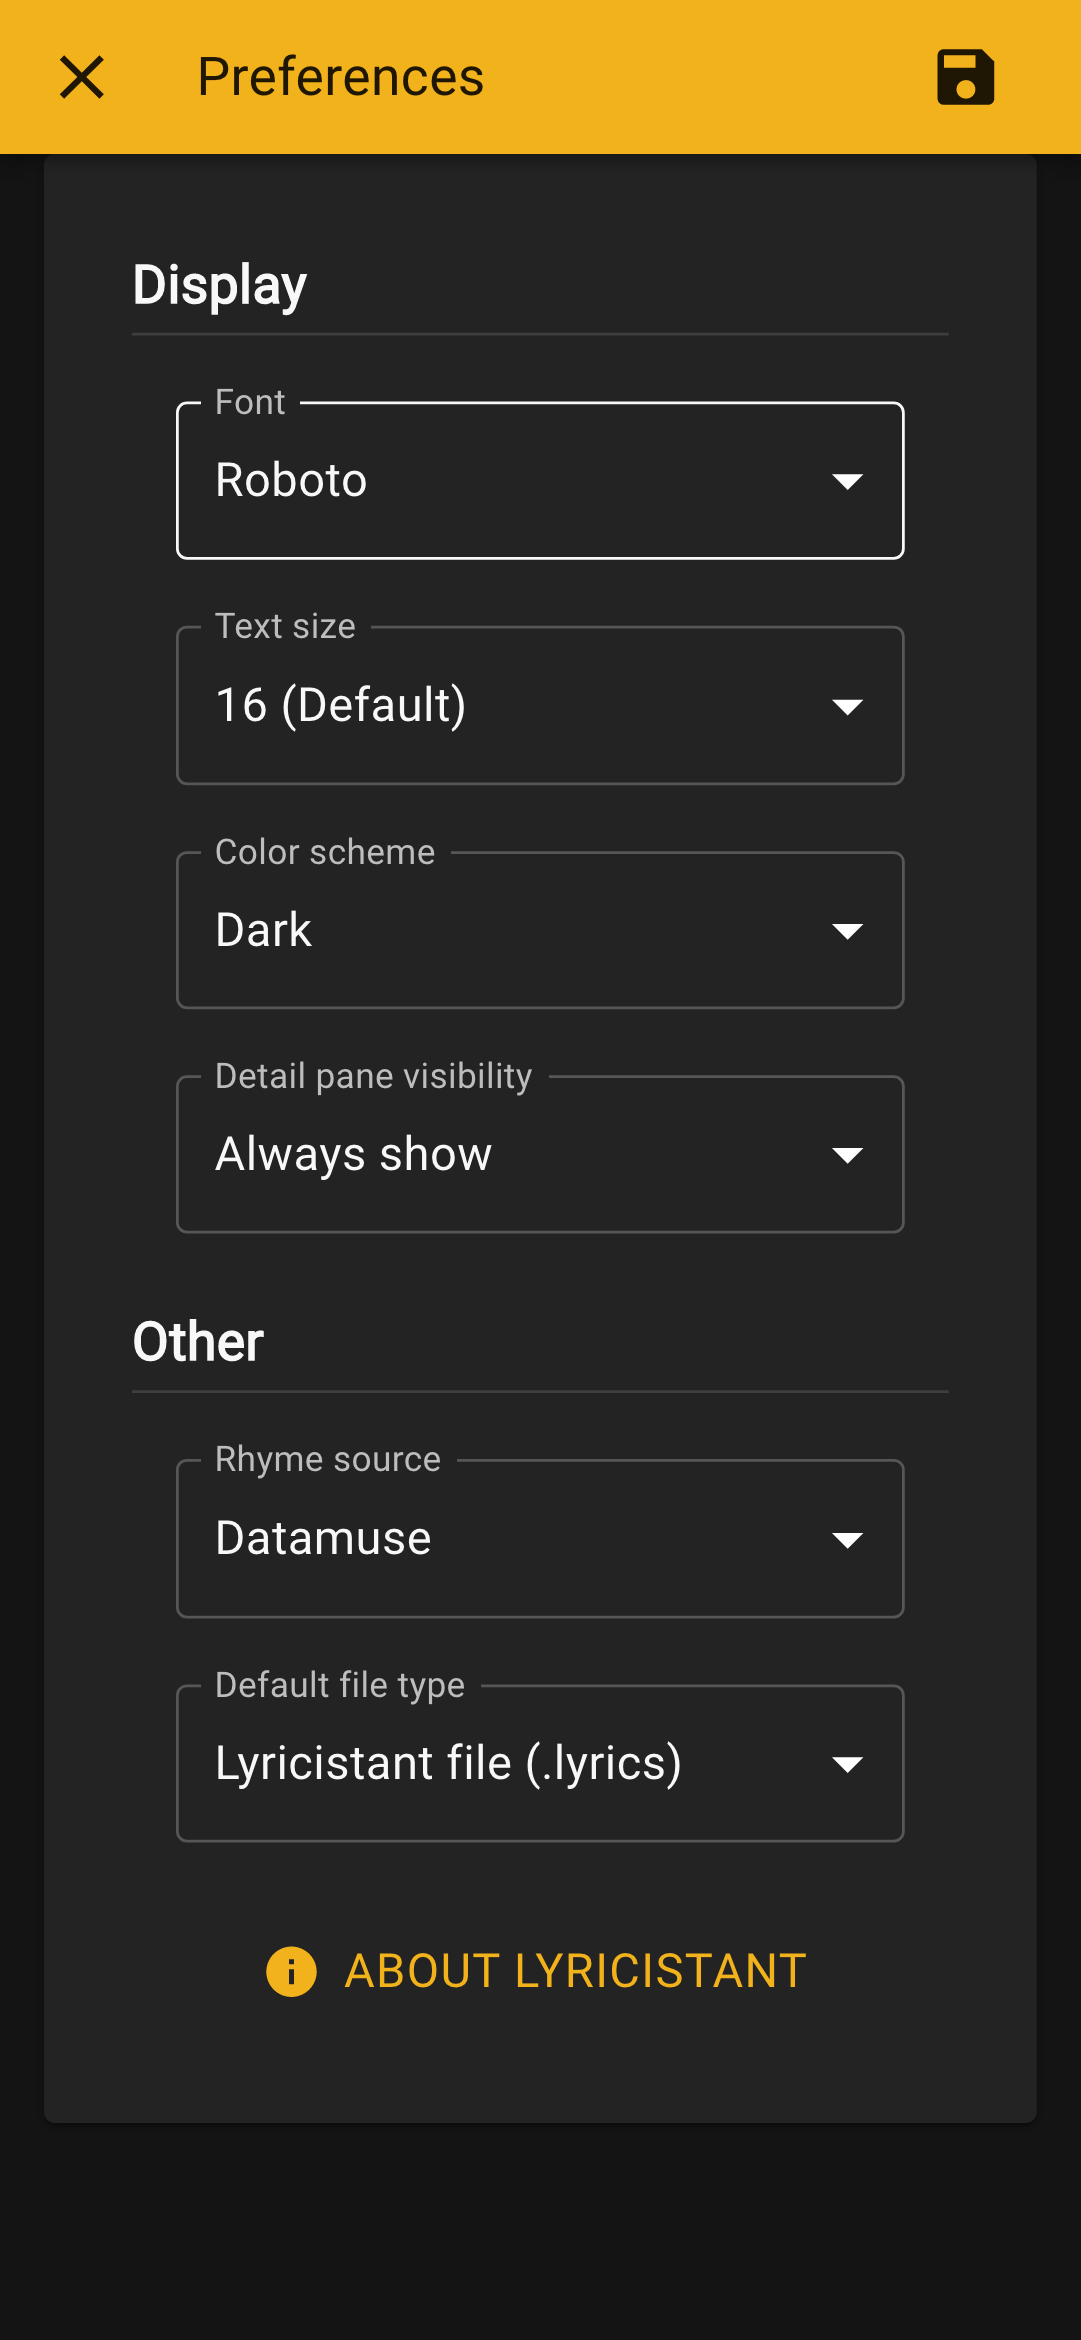 Preferences
Display
Font
Roboto
Text size
16 (Default)
Color scheme
Dark
Detail pane visibility
Always show
Other
Rhyme source
Datamuse
Default file type
Lyricistant file (.lyrics)
ABOUT LYRICISTANT